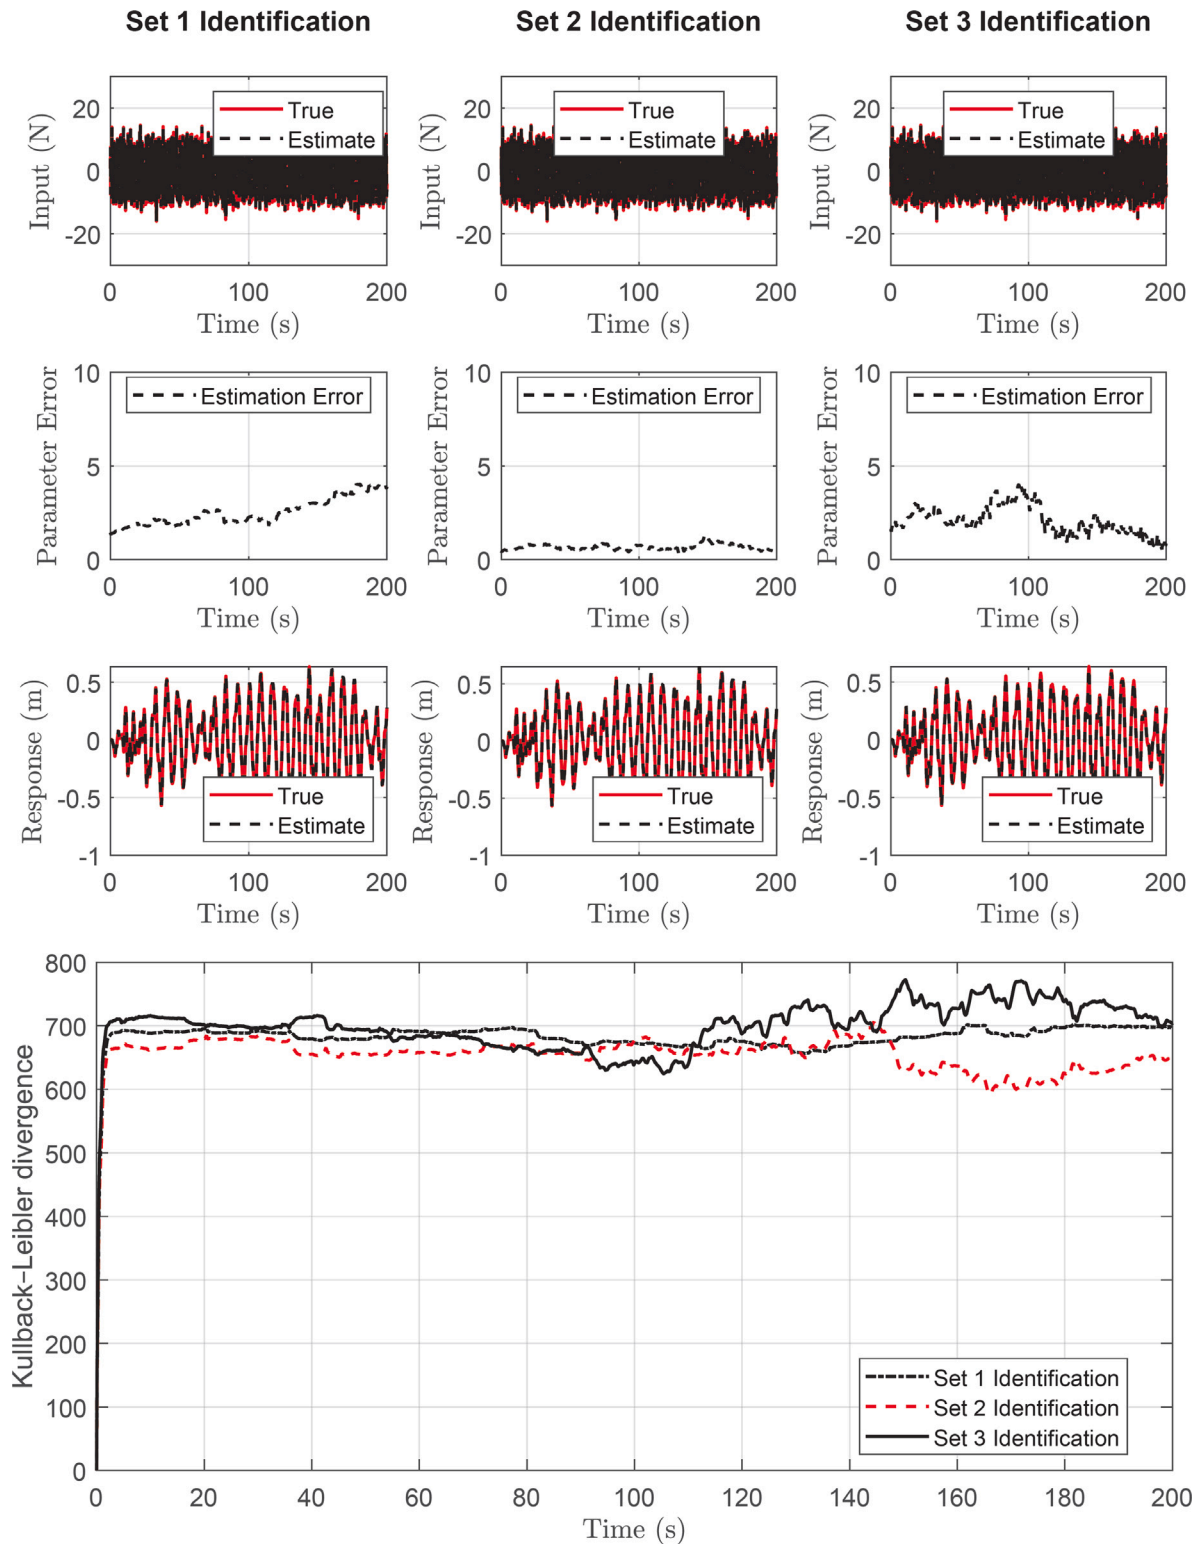 Set 1 Identification
Set 2 Identification
Set 3 Identification
Input (N)
20
0
-20
True
Estimate
0
100
200
Time (s)
Input (N)
20
0
-20
True
Estimate
0
100
200
Time (s)
Input (N)
20
0
-20
True
Estimate
0
100
200
Time (s)
Parameter Error
10
5
0
Estimation Error
0
100
200
Time (s)
Parameter Error
10
5
0
Estimation Error
0
100
200
Time (s)
Parameter Error
10
5
0
Estimation Error
0
100
200
Time (s)
Response (m)
0.5
0
-0.5
-1
True
Estimate
0
100
200
Time (s)
Response (m)
0.5
0
-0.5
-1
True
Estimate
0
100
200
Time (s)
Response (m)
0.5
0
-0.5
-1
True
Estimate
0
100
200
Time (s)
Kullback–Leibler divergence
800
700
600
500
400
300
200
100
0
Set 1 Identification
Set 2 Identification
Set 3 Identification
0
20
40
60
80
100
120
140
160
180
200
Time (s)